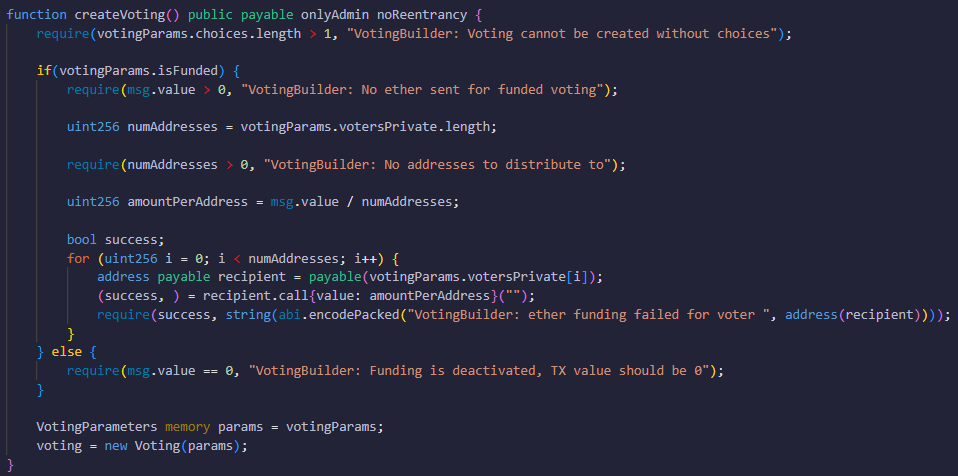 function createVoting() public payable onlyAdmin noReentrancy {
require(votingParams.choices.length > 1, "VotingBuilder: Voting cannot be created without choices");
if(votingParams.isFunded) {
require(msg.value > 0, "VotingBuilder: No ether sent for funded voting");
uint256 numAddresses = votingParams.votersPrivate.length;
require(numAddresses > 0, "VotingBuilder: No addresses to distribute to");
uint256 amountPerAddress = msg.value / numAddresses;
bool success;
for (uint256 i = 0; i < numAddresses; i++) {
address payable recipient = payable(votingParams.votersPrivate[i]);
(success, ) = recipient.call{value: amountPerAddress}("");
require(success, string(abi.encodePacked("VotingBuilder: ether funding failed for voter ", address(recipient))));
}
} else {
require(msg.value == 0, "VotingBuilder: Funding is deactivated, TX value should be 0");
}
VotingParameters memory params = votingParams;
voting = new Voting(params);
}